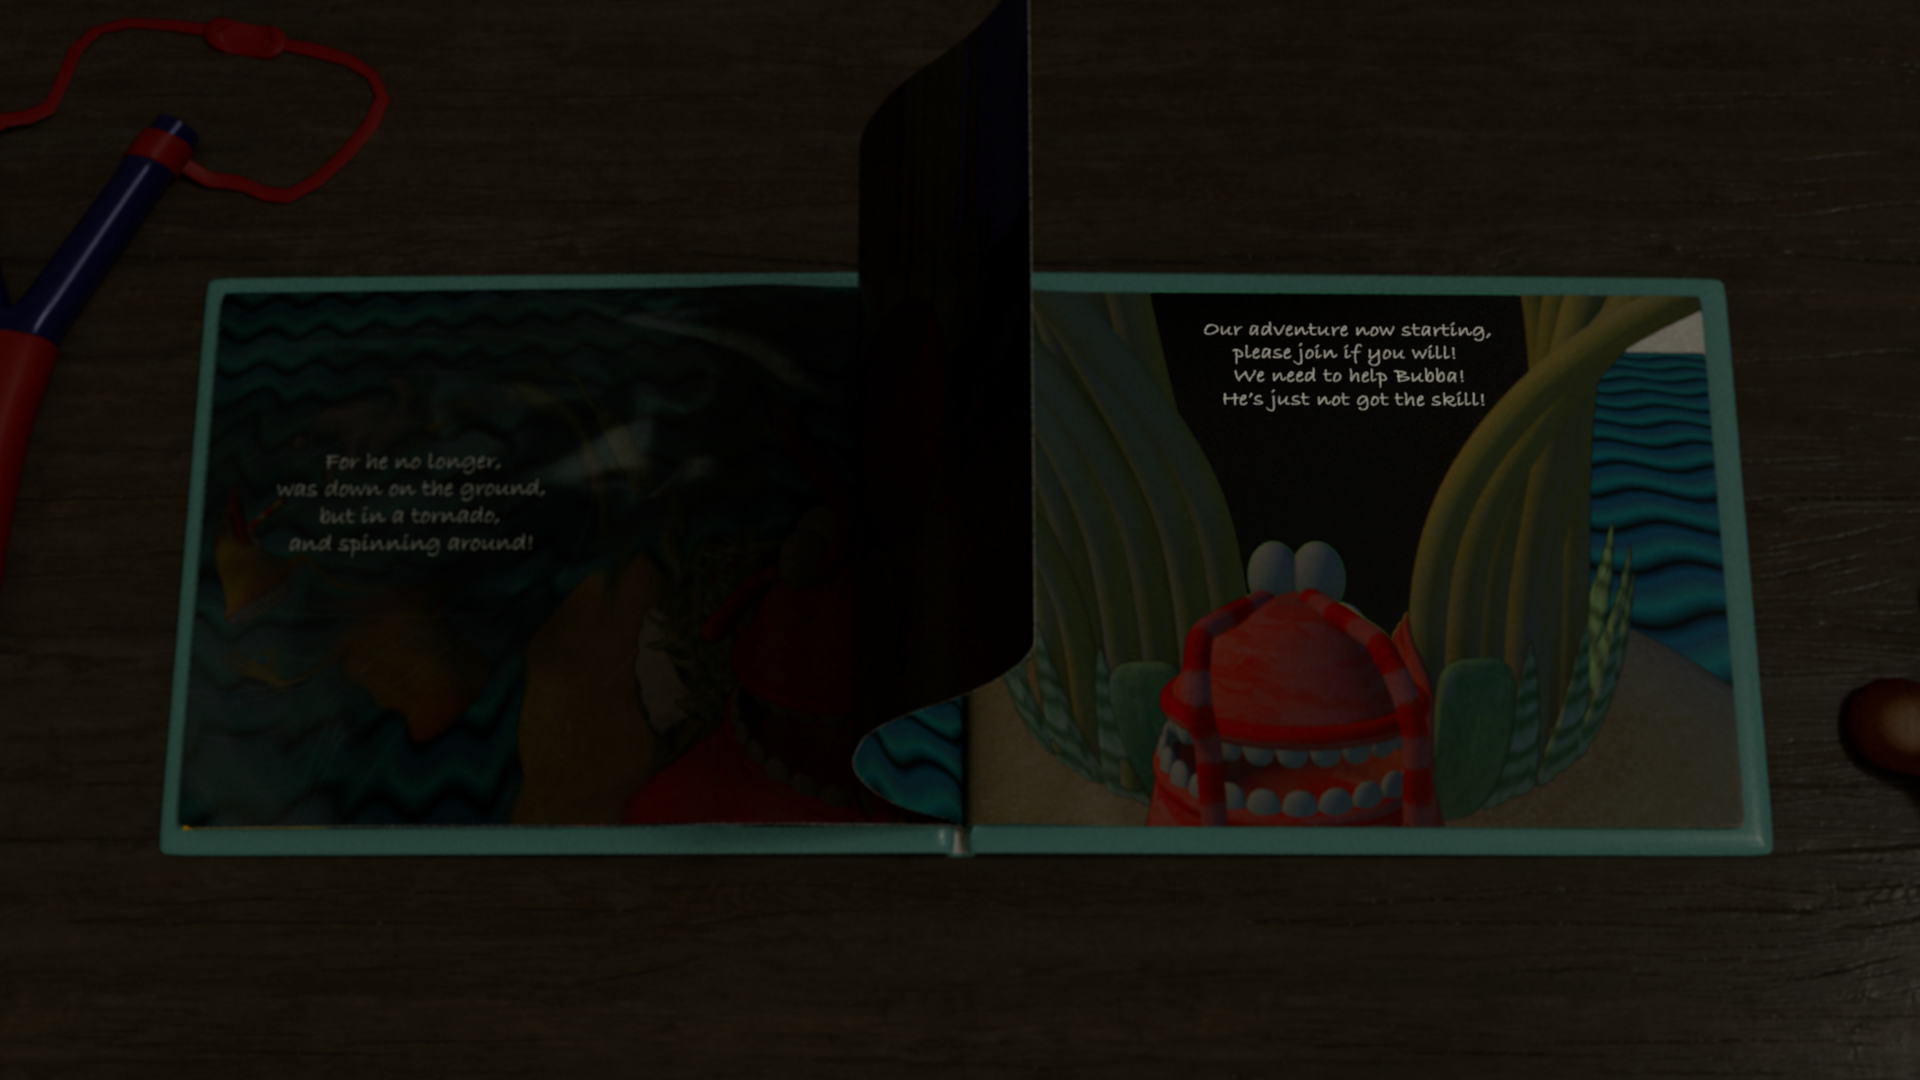 For he no longer,
was down on the ground,
but in a tornado,
and spinning around!
Our adventure now starting,
please join if you will!
We need to help Bubba!
He's just not got the skill!